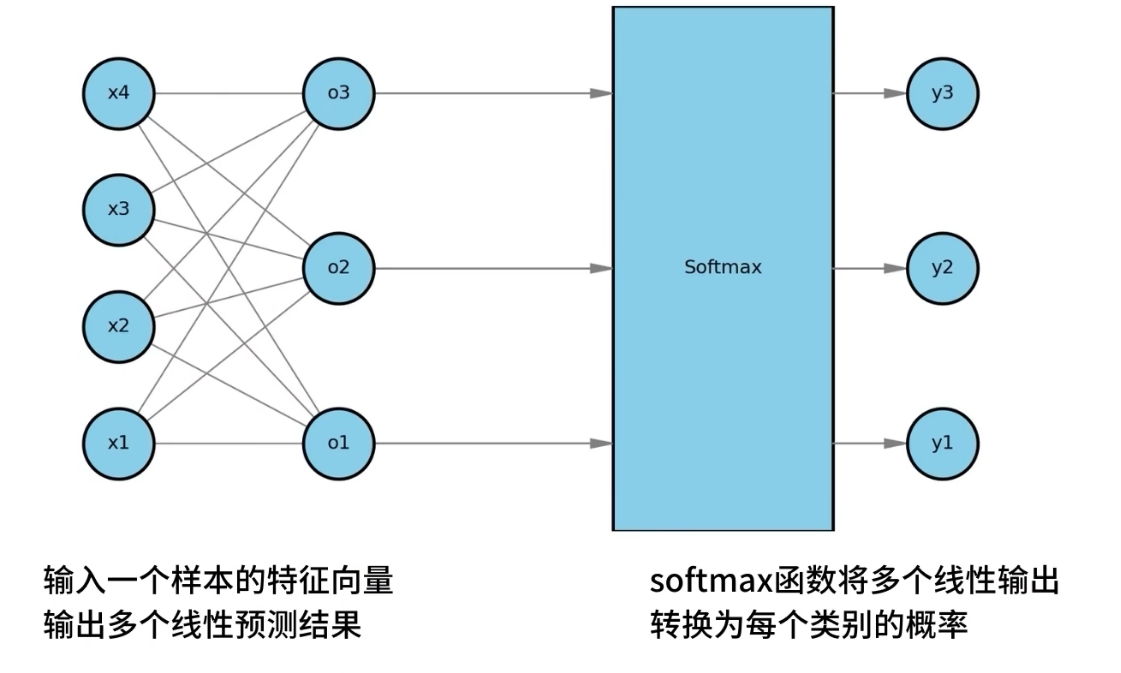 x4
o3
y3
x3
o2
Softmax
y2
x2
x1
o1
y1
输入一个样本的特征向量
输出多个线性预测结果
softmax函数将多个线性输出
转换为每个类别的概率